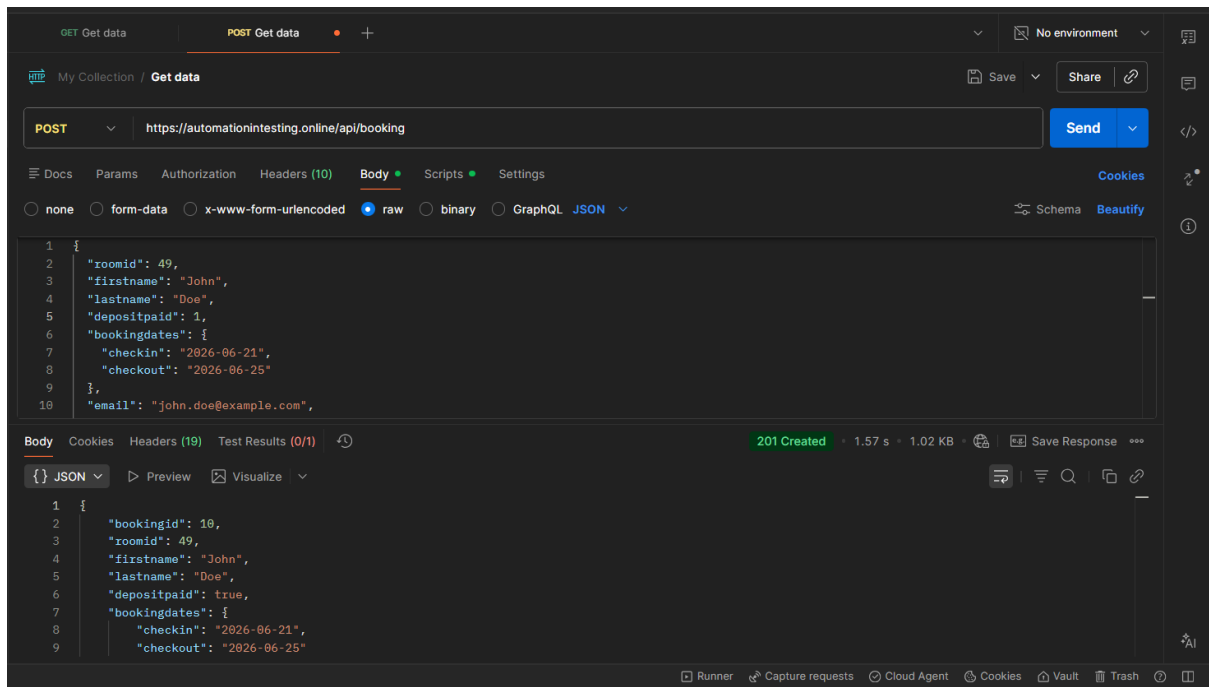 GET Get data POST Get data No environment
HTTP My Collection / Get data Save Share
POST https://automationintesting.online/api/booking Send
Docs Params Authorization Headers (10) Body Scripts Settings Cookies
none form-data x-www-form-urlencoded raw binary GraphQL JSON Schema Beautify
1 {
2 "roomid": 49,
3 "firstname": "John",
4 "lastname": "Doe",
5 "depositpaid": 1,
6 "bookingdates": {
7 "checkin": "2026-06-21",
8 "checkout": "2026-06-25"
9 },
10 "email": "john.doe@example.com",
Body Cookies Headers (19) Test Results (0/1) 201 Created 1.57 s 1.02 KB e.g. Save Response
{} JSON Preview Visualize
1 {
2 "bookingid": 10,
3 "roomid": 49,
4 "firstname": "John",
5 "lastname": "Doe",
6 "depositpaid": true,
7 "bookingdates": {
8 "checkin": "2026-06-21",
9 "checkout": "2026-06-25"
AI
Runner Capture requests Cloud Agent Cookies Vault Trash